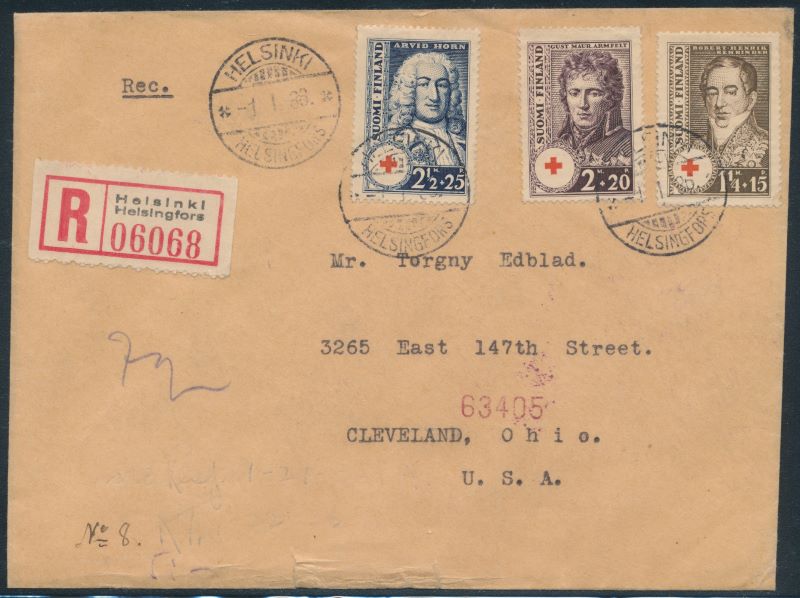 Rec.
HELSINKI
HELSINGFORS
ARVID HORN
SUOMI·FINLAND
2½ M. + 25 P.
GUST. MAUR. ARMFELT
SUOMI·FINLAND
2 M. + 20 P.
ROBERT·HENRIK
REHBINDER
SUOMI·FINLAND
1¼ M. + 15 P.
HELSINGFORS
HELSINGFORS
R
Helsinki
Helsingfors
06068
Mr. Torgny Edblad.
3265 East 147th Street.
63405
CLEVELAND, Ohio.
U. S. A.
No 8.